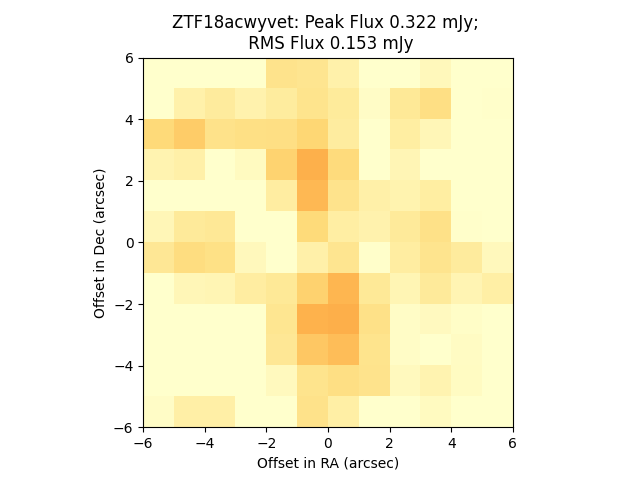 ZTF18acwyvet: Peak Flux 0.322 mJy;
RMS Flux 0.153 mJy
6
4
2
0
−2
−4
−6
Offset in Dec (arcsec)
−6 −4 −2 0 2 4 6
Offset in RA (arcsec)